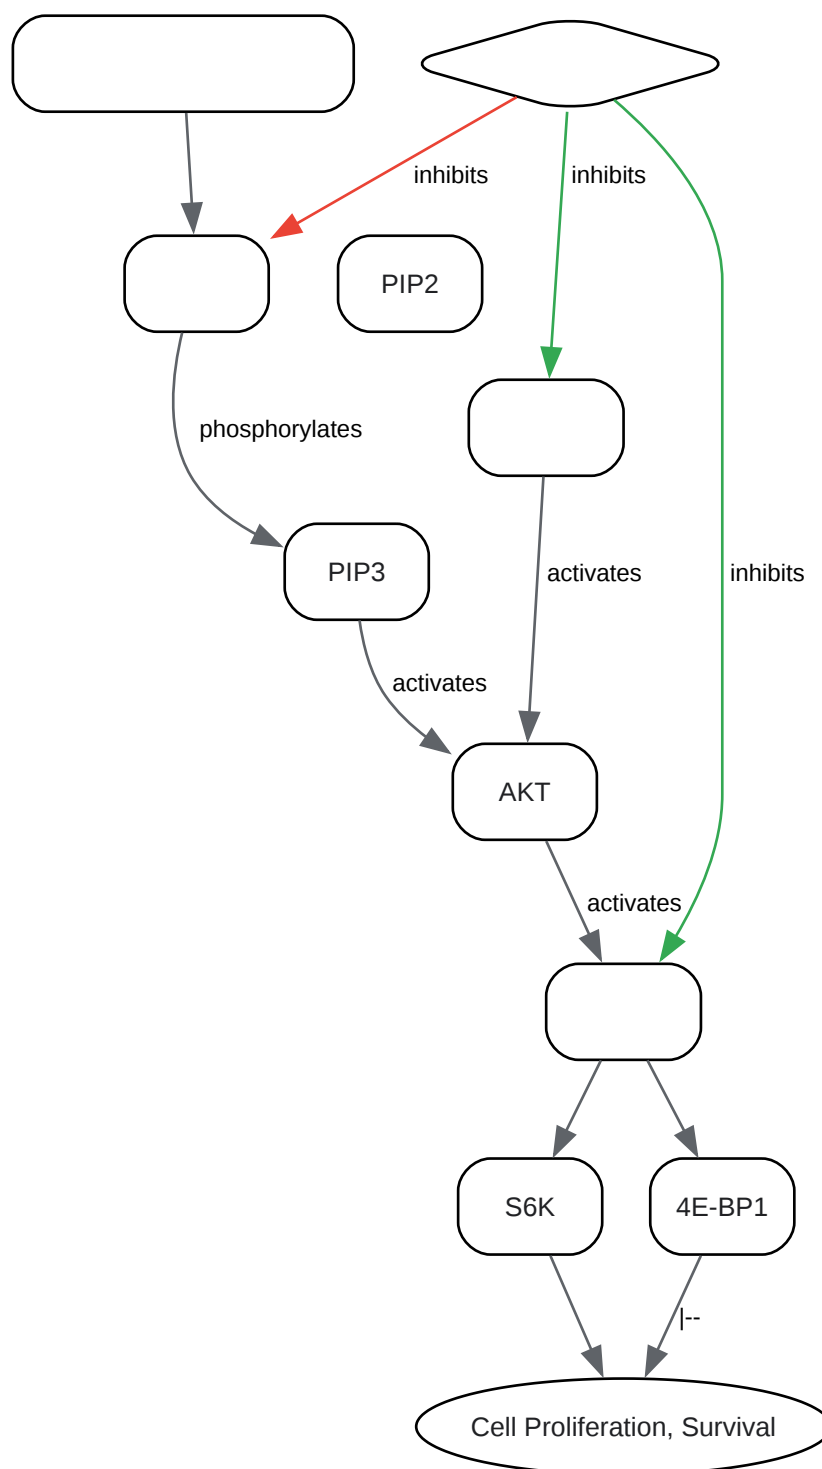 inhibits
inhibits
PIP2
phosphorylates
PIP3
activates
inhibits
activates
AKT
activates
S6K
4E-BP1
|--
Cell Proliferation, Survival